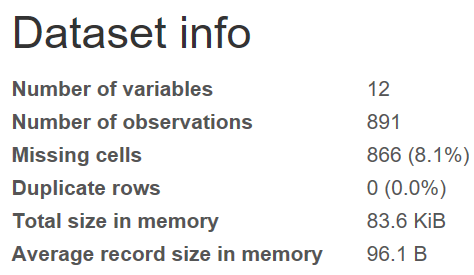 Dataset info
Number of variables 12
Number of observations 891
Missing cells 866 (8.1%)
Duplicate rows 0 (0.0%)
Total size in memory 83.6 KiB
Average record size in memory 96.1 B